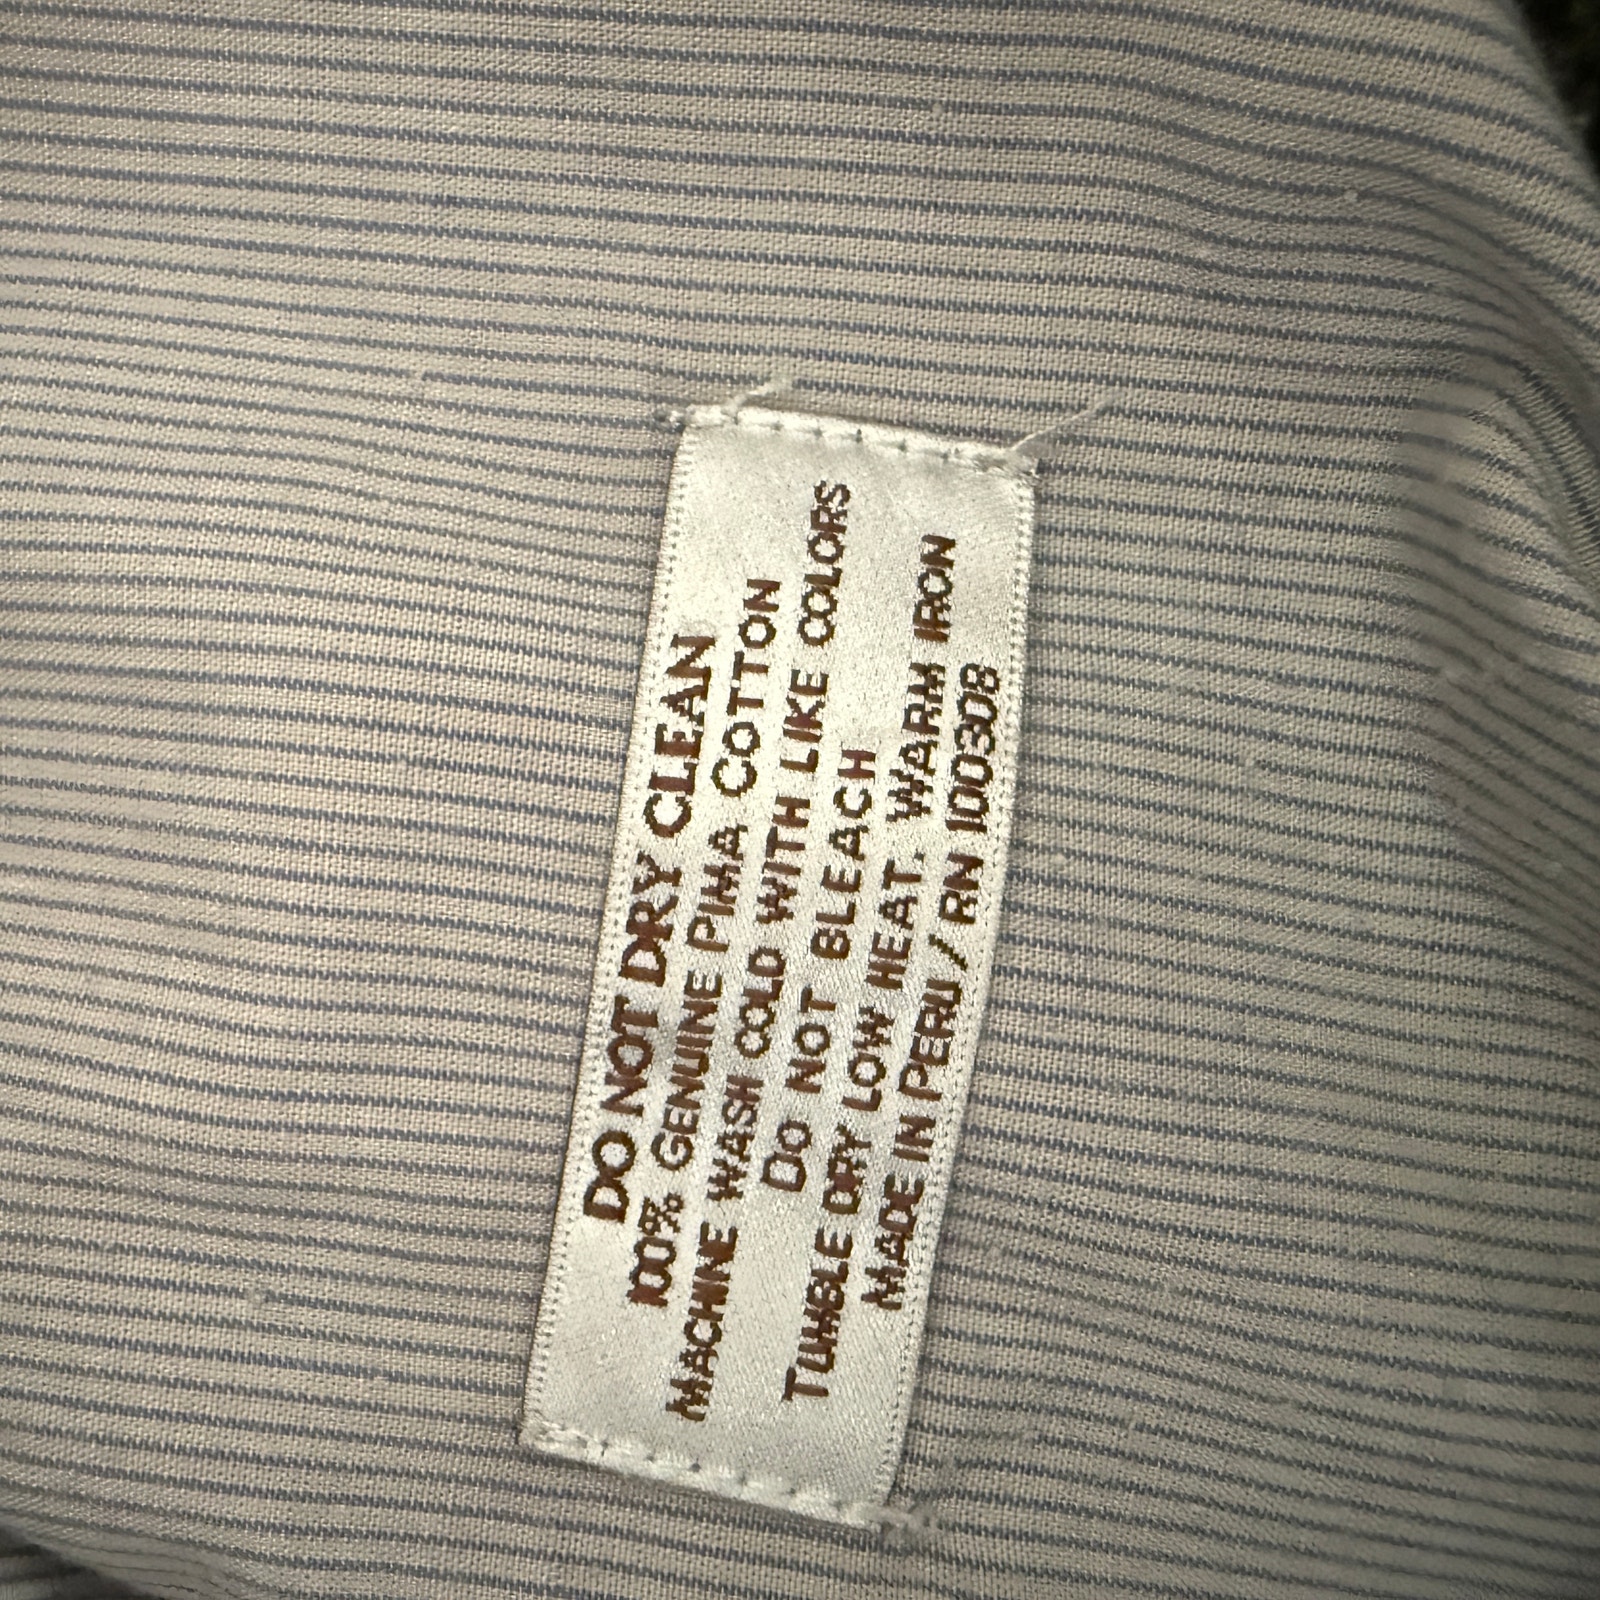 DO NOT DRY CLEAN
100% GENUINE PIMA COTTON
MACHINE WASH COLD WITH LIKE COLORS
DO NOT BLEACH
TUMBLE DRY LOW HEAT. WARM IRON
MADE IN PERU / RN 100308